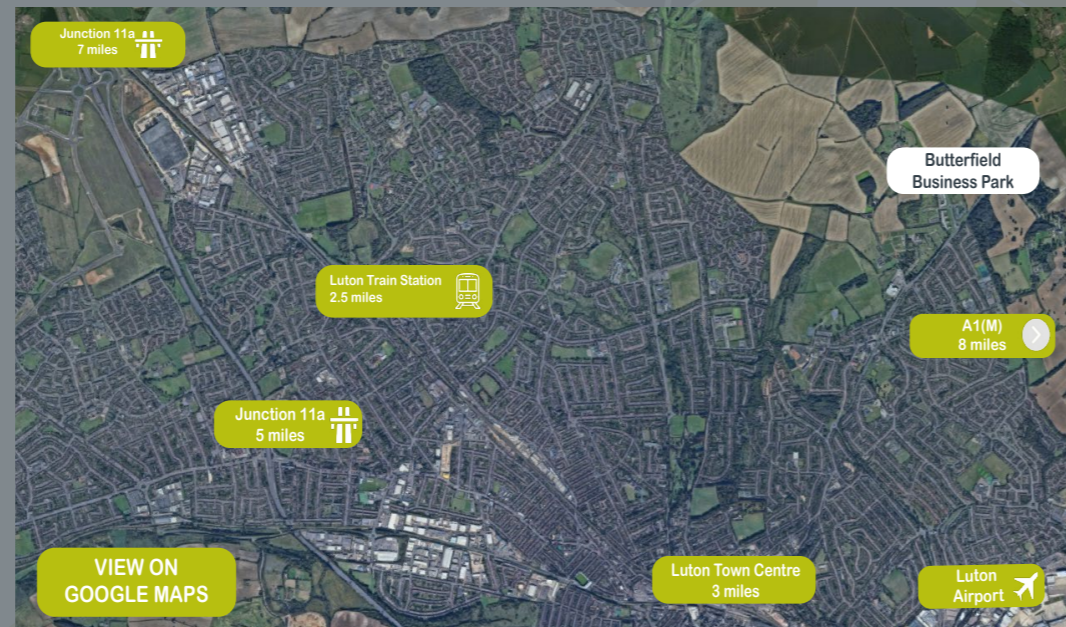 Junction 11a
7 miles
Butterfield
Business Park
Luton Train Station
2.5 miles
A1(M)
8 miles
Junction 11a
5 miles
VIEW ON
GOOGLE MAPS
Luton Town Centre
3 miles
Luton
Airport